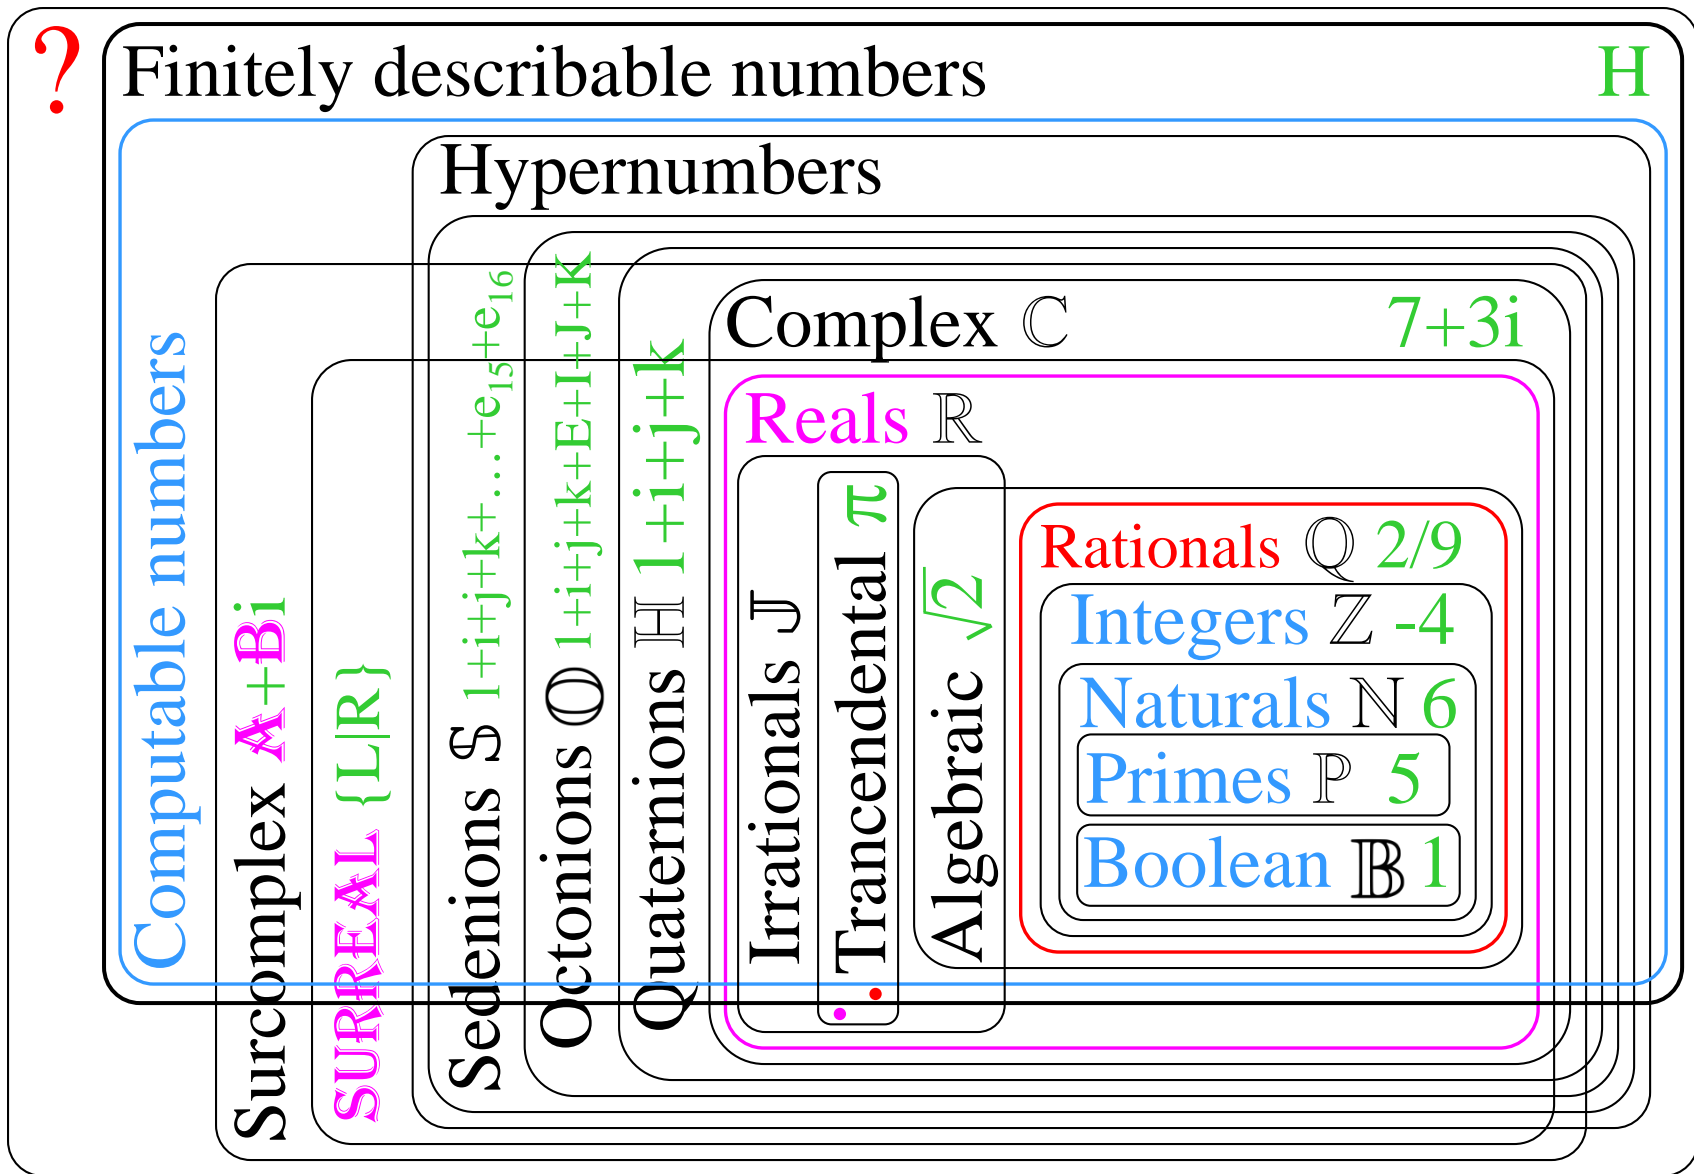 ?
Finitely describable numbers H
Computable numbers
Hypernumbers
Surcomplex A+Bi
SURREAL {L|R}
Sedenions 𝕊 1+i+j+k+...+e₁₅+e₁₆
Octonions 𝕆 1+i+j+k+E+I+J+K
Quaternions ℍ 1+i+j+k
Complex ℂ 7+3i
Reals ℝ
Irrationals 𝕁
Trancendental π
Algebraic √2
Rationals ℚ 2/9
Integers ℤ -4
Naturals ℕ 6
Primes ℙ 5
Boolean 𝔹 1